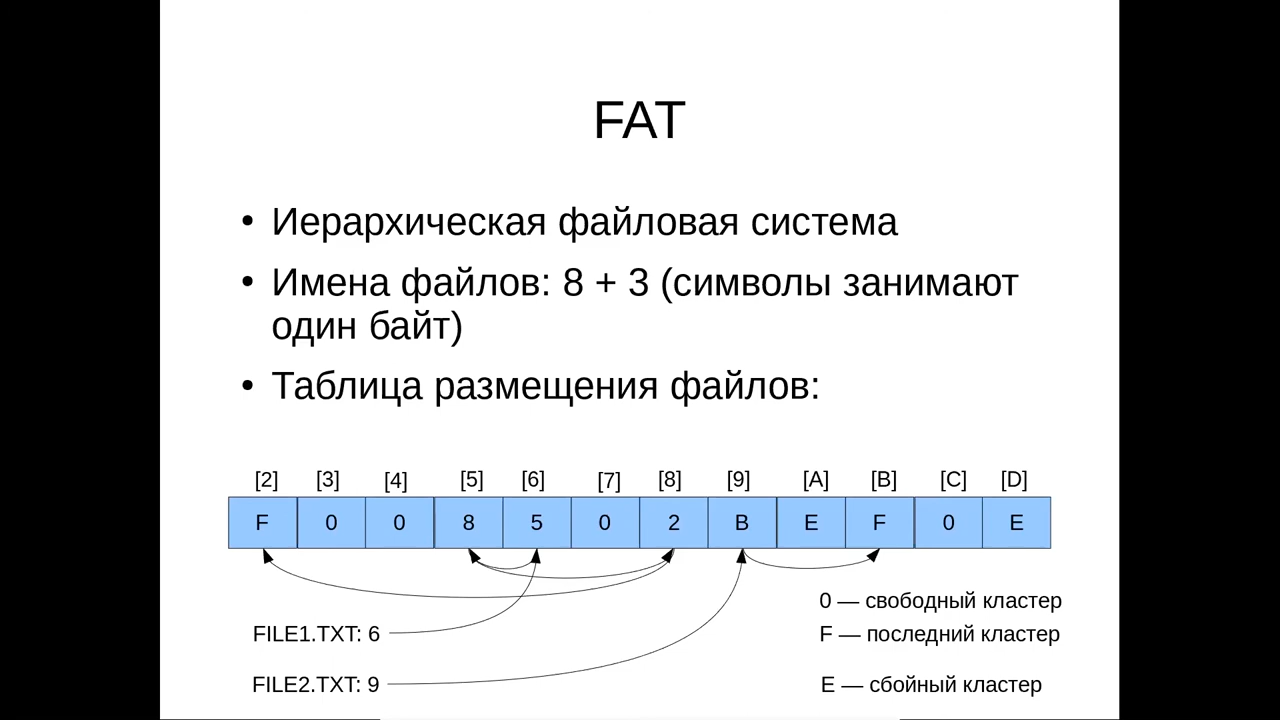 FAT
• Иерархическая файловая система
• Имена файлов: 8 + 3 (символы занимают
один байт)
• Таблица размещения файлов:
[2] [3] [4] [5] [6] [7] [8] [9] [A] [B] [C] [D]
F 0 0 8 5 0 2 B E F 0 E
0 — свободный кластер
FILE1.TXT: 6
F — последний кластер
FILE2.TXT: 9
E — сбойный кластер